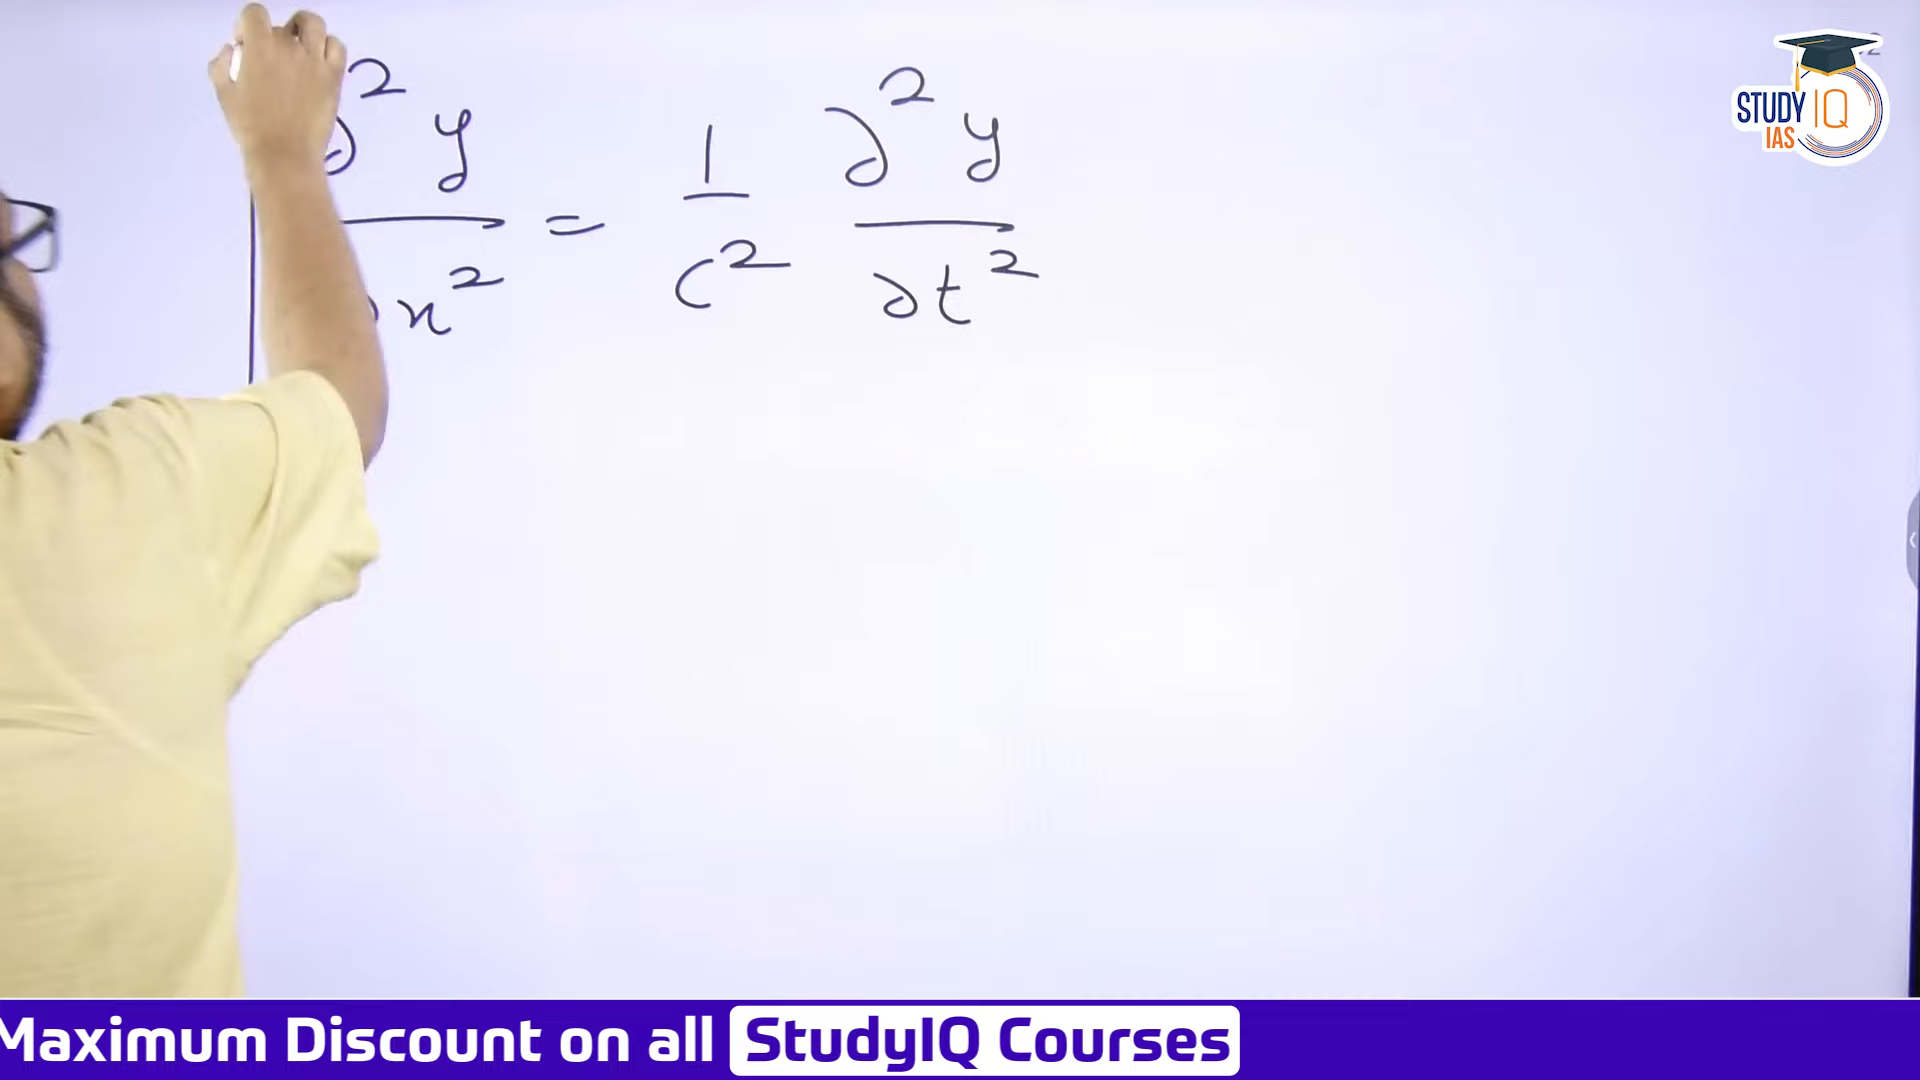 ∂²y/∂x² = 1/c² ∂²y/∂t²
STUDY IQ
IAS
Maximum Discount on all StudyIQ Courses